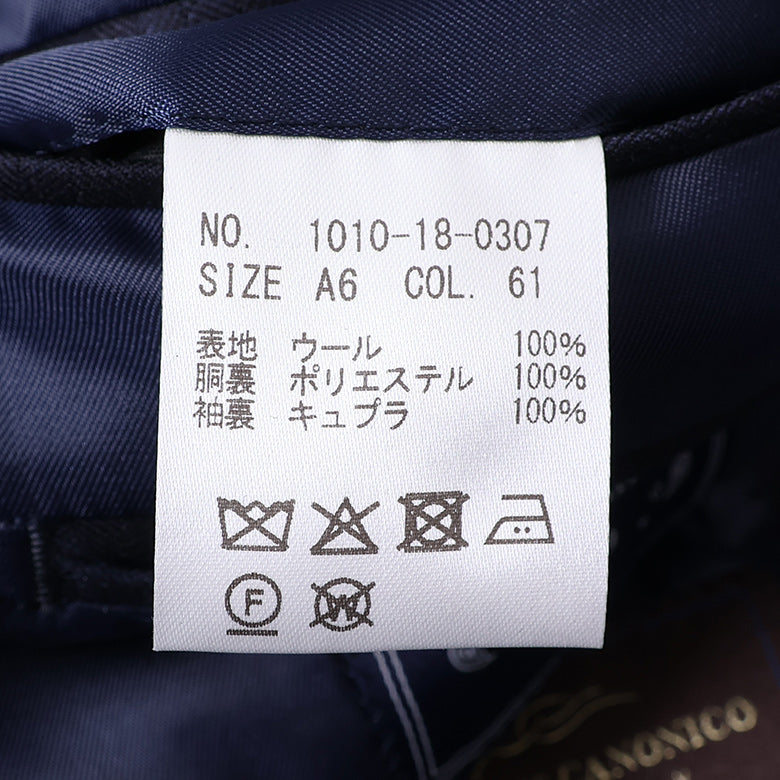 NO. 1010-18-0307
SIZE A6 COL. 61
表地 ウール 100%
胴裏 ポリエステル 100%
袖裏 キュプラ 100%
F
W
PANONICO